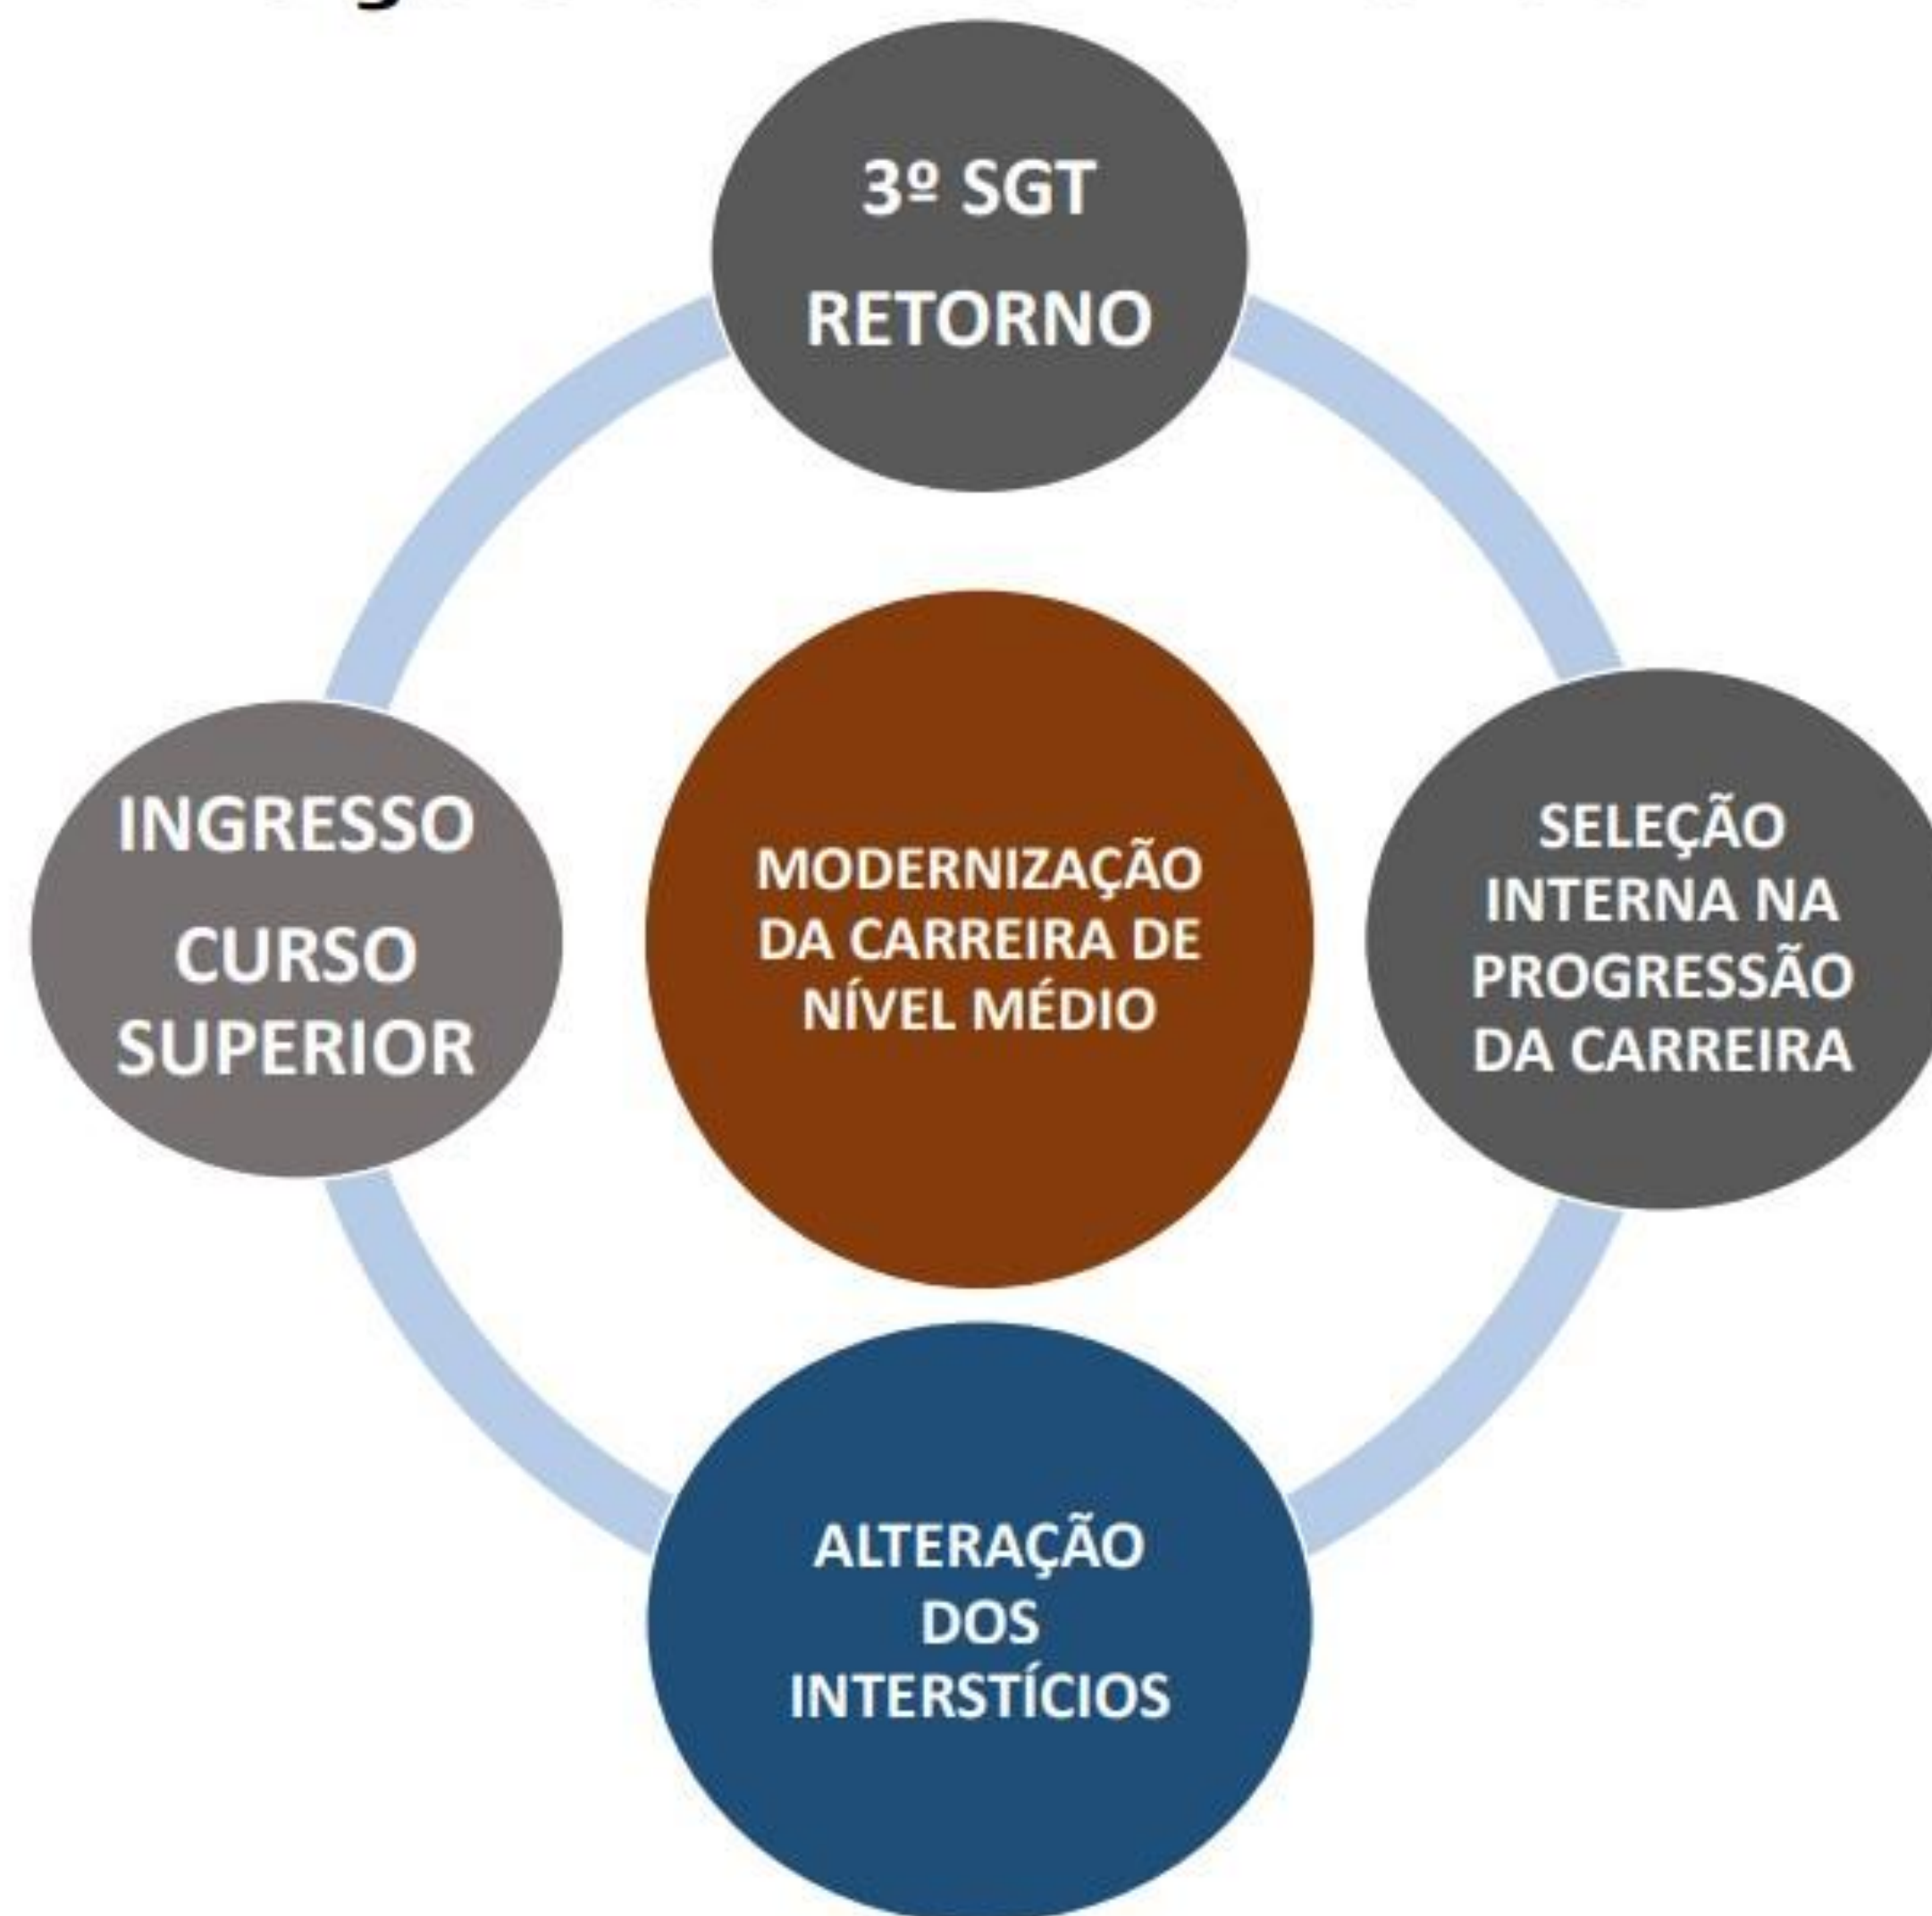 3º SGT
RETORNO
INGRESSO
CURSO
SUPERIOR
MODERNIZAÇÃO
DA CARREIRA DE
NÍVEL MÉDIO
SELEÇÃO
INTERNA NA
PROGRESSÃO
DA CARREIRA
ALTERAÇÃO
DOS
INTERSTÍCIOS